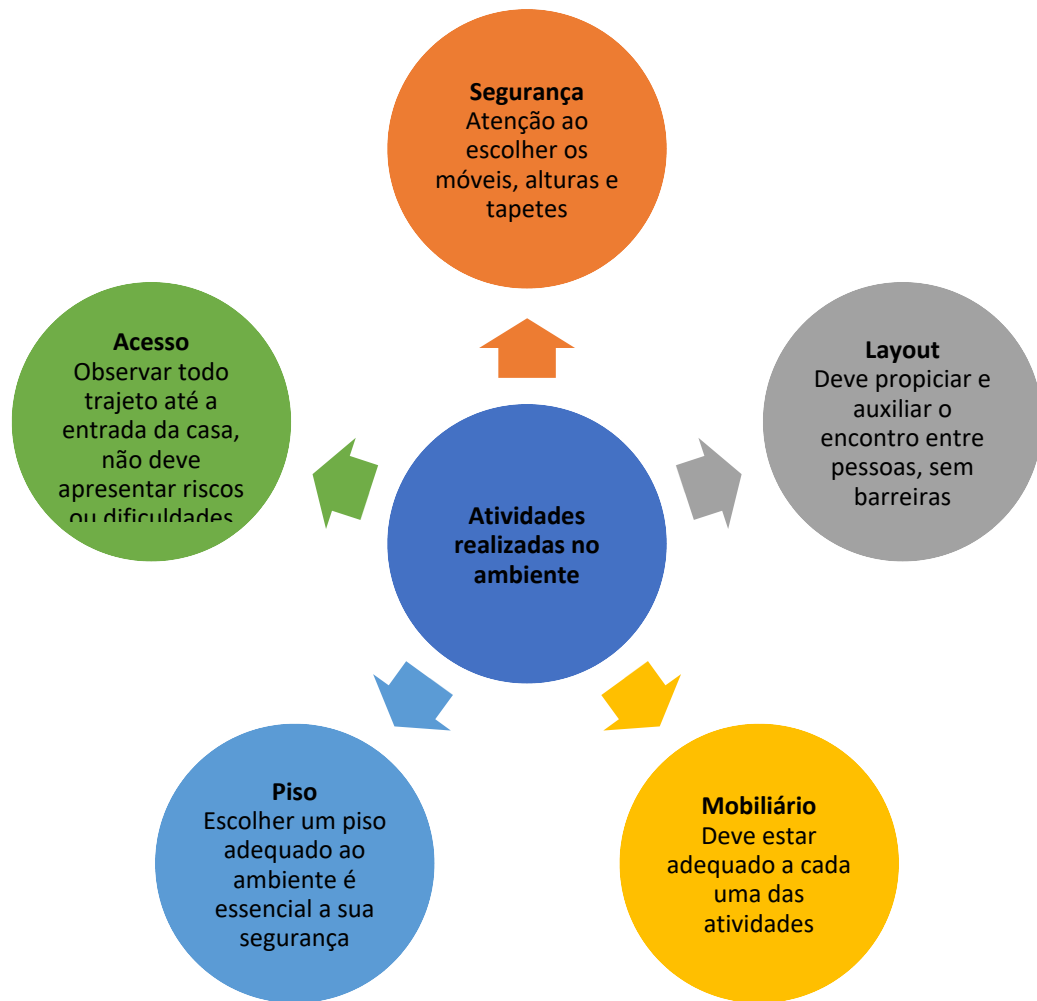 Segurança
Atenção ao
escolher os
móveis, alturas e
tapetes
Acesso
Observar todo
trajeto até a
entrada da casa,
não deve
apresentar riscos
ou dificuldades
Layout
Deve propiciar e
auxiliar o
encontro entre
pessoas, sem
barreiras
Atividades
realizadas no
ambiente
Piso
Escolher um piso
adequado ao
ambiente é
essencial a sua
segurança
Mobiliário
Deve estar
adequado a cada
uma das
atividades